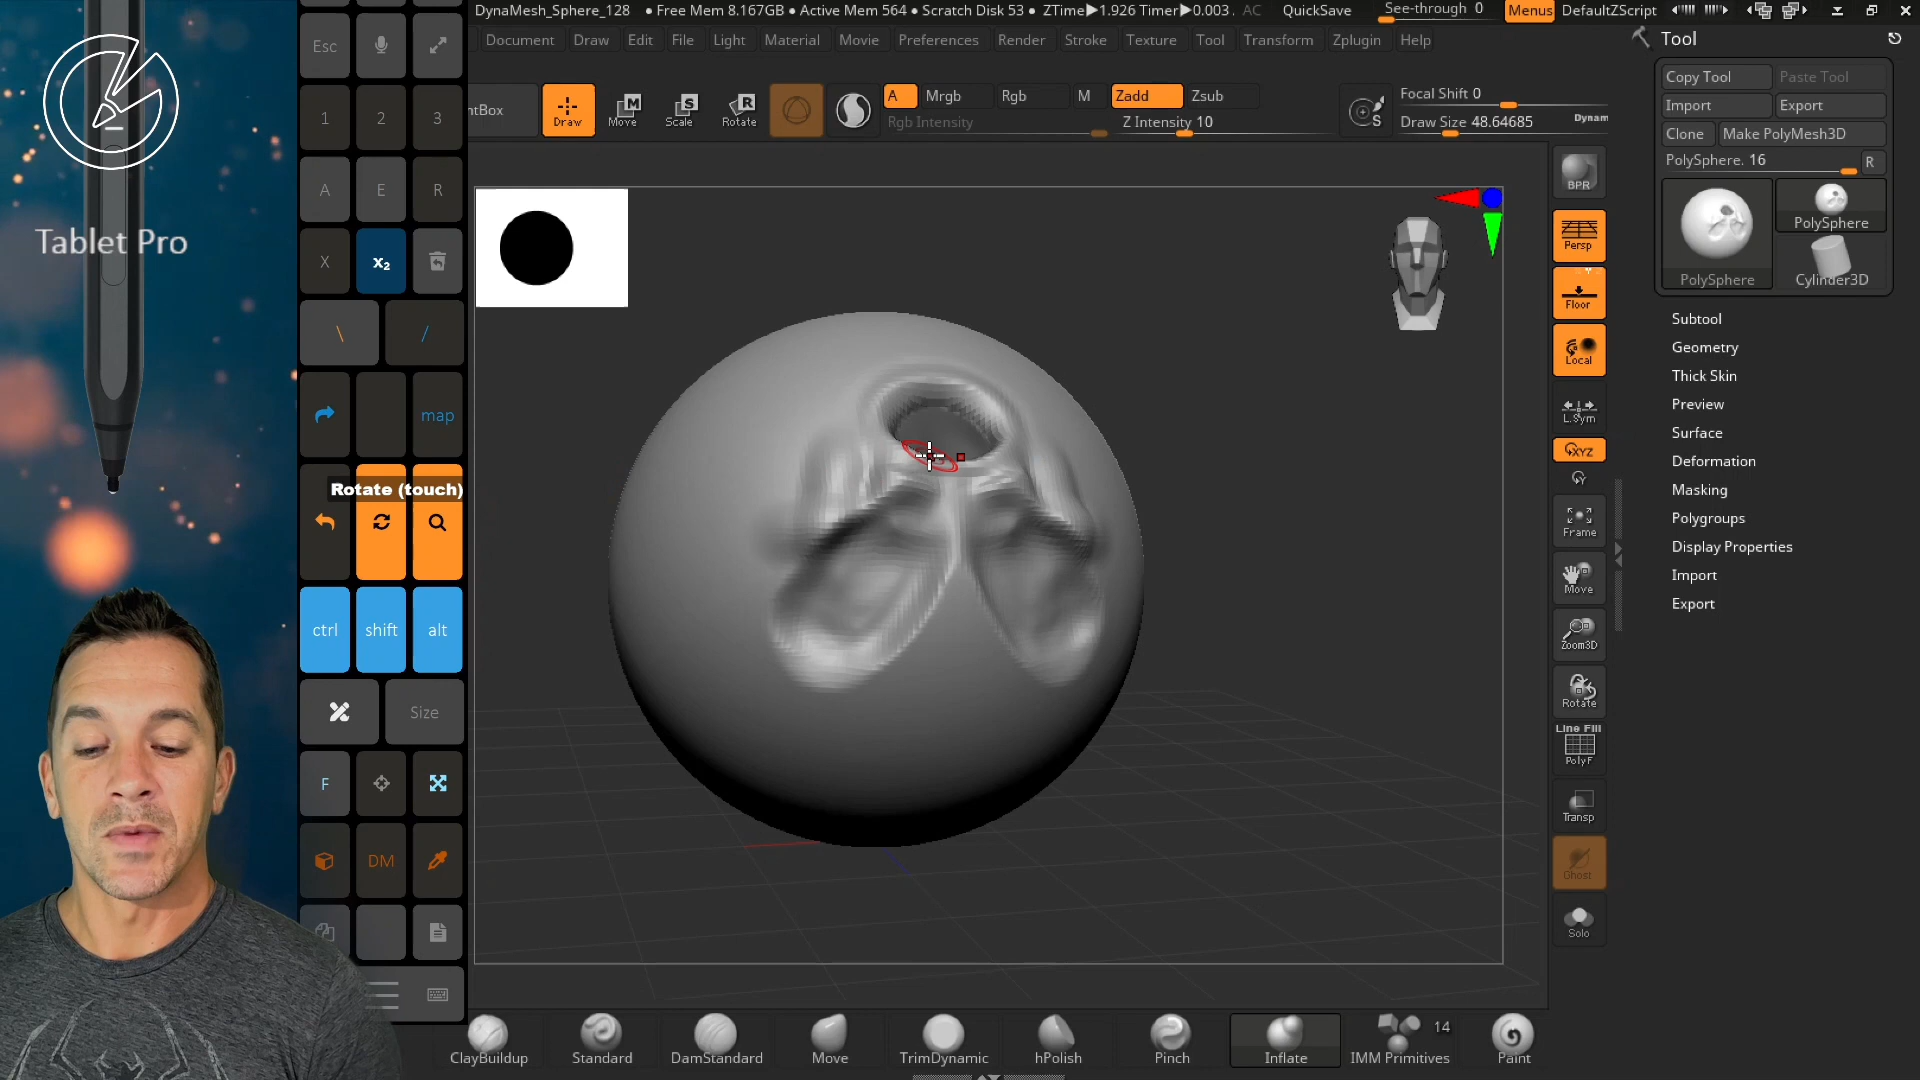 DynaMesh_Sphere_128 • Free Mem 8.167GB • Active Mem 564 • Scratch Disk 53 • ZTime▶1.926 Timer▶0.003 AC QuickSave See-through 0 Menus DefaultZScript
Document Draw Edit File Light Material Movie Preferences Render Stroke Texture Tool Transform Zplugin Help
ntBox Draw Move Scale Rotate
M S R
A Mrgb Rgb M Zadd Zsub
Rgb Intensity Z Intensity 10
S
Focal Shift 0
Draw Size 48.64685 Dynam
Tool
Copy Tool Paste Tool
Import Export
Clone Make PolyMesh3D
PolySphere. 16 R
PolySphere
PolySphere Cylinder3D
Subtool
Geometry
Thick Skin
Preview
Surface
Deformation
Masking
Polygroups
Display Properties
Import
Export
BPR
Persp
Floor
Local
L.Sym
XYZ
Y
Frame
Move
Zoom3D
Rotate
Line Fill
PolyF
Transp
Ghost
Solo
Tablet Pro
Esc
1 2 3
A E R
X x₂
\ /
map
Rotate (touch)
ctrl shift alt
Size
F
DM
ClayBuildup Standard DamStandard Move TrimDynamic hPolish Pinch Inflate IMM Primitives 14 Paint